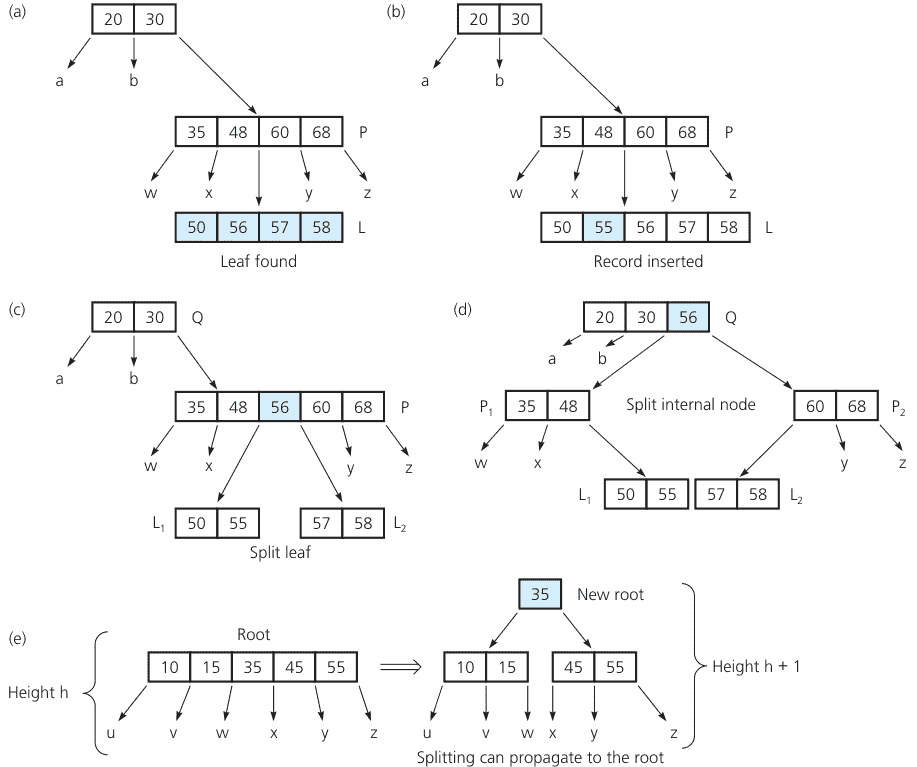 (a)
20 30
a b
35 48 60 68 P
w x y z
50 56 57 58 L
Leaf found
(b)
20 30
a b
35 48 60 68 P
w x y z
50 55 56 57 58 L
Record inserted
(c)
20 30 Q
a b
35 48 56 60 68 P
w x y z
L1 50 55 57 58 L2
Split leaf
(d)
20 30 56 Q
a b
P1 35 48 Split internal node 60 68 P2
w x y z
L1 50 55 57 58 L2
(e)
Root
10 15 35 45 55
Height h
u v w x y z
35 New root
10 15 45 55
Height h + 1
u v w x y z
Splitting can propagate to the root